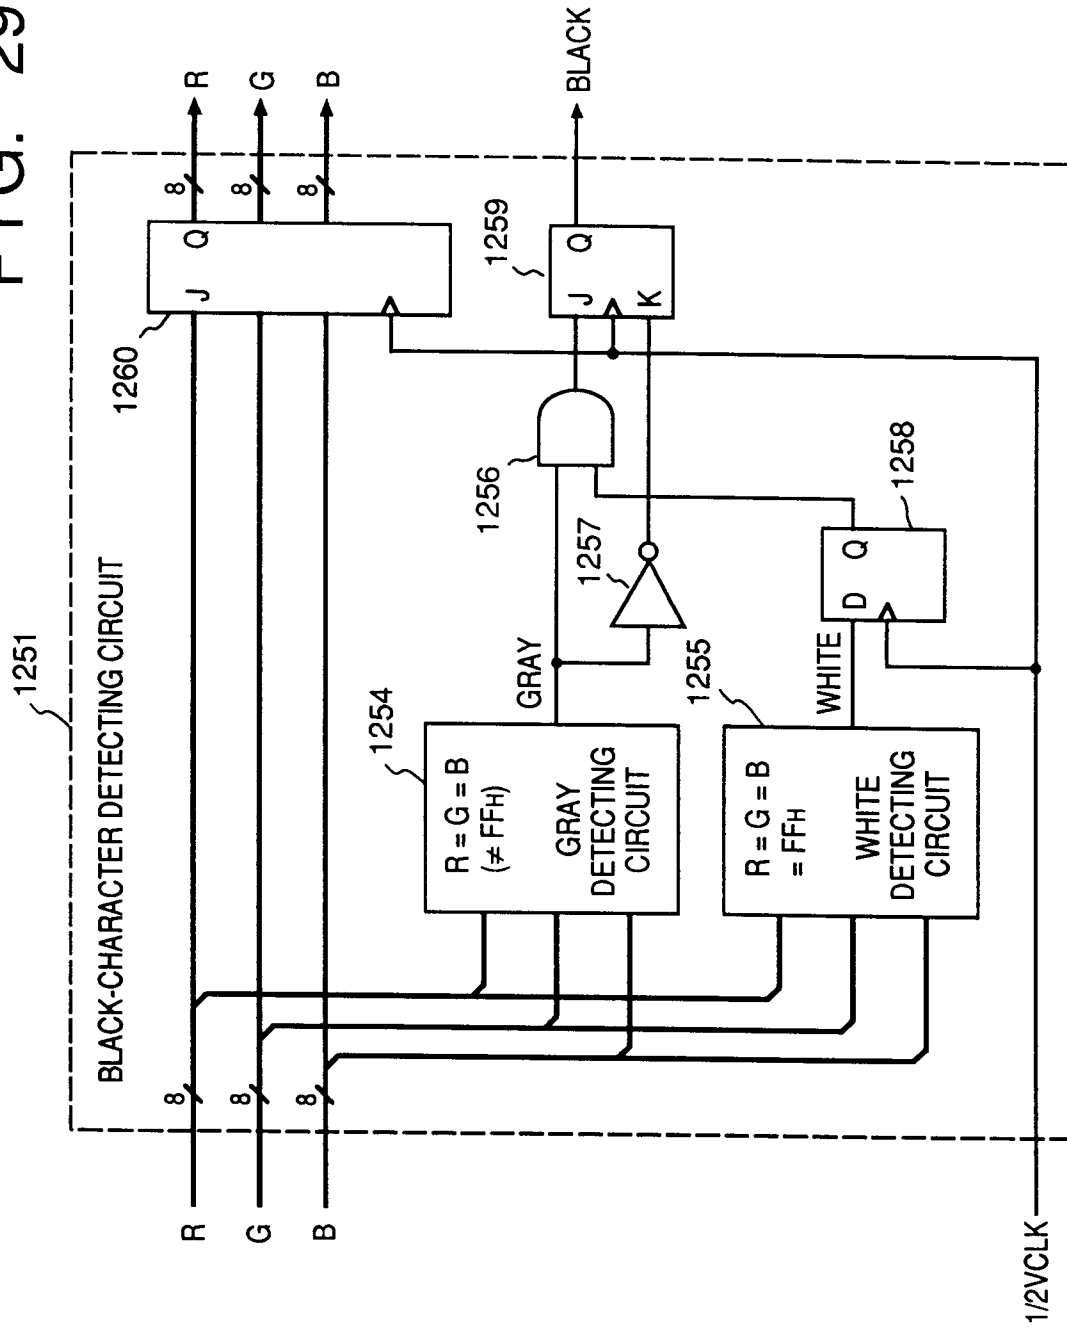 FIG. 29
1251
BLACK-CHARACTER DETECTING CIRCUIT
R
G
B
8
8
8
1260
J
Q
8
8
8
R
G
B
1254
R = G = B
(≠ FFH)
GRAY
DETECTING
CIRCUIT
GRAY
1256
1257
1259
J
K
Q
BLACK
1255
R = G = B
= FFH
WHITE
DETECTING
CIRCUIT
WHITE
1258
D
Q
1/2VCLK